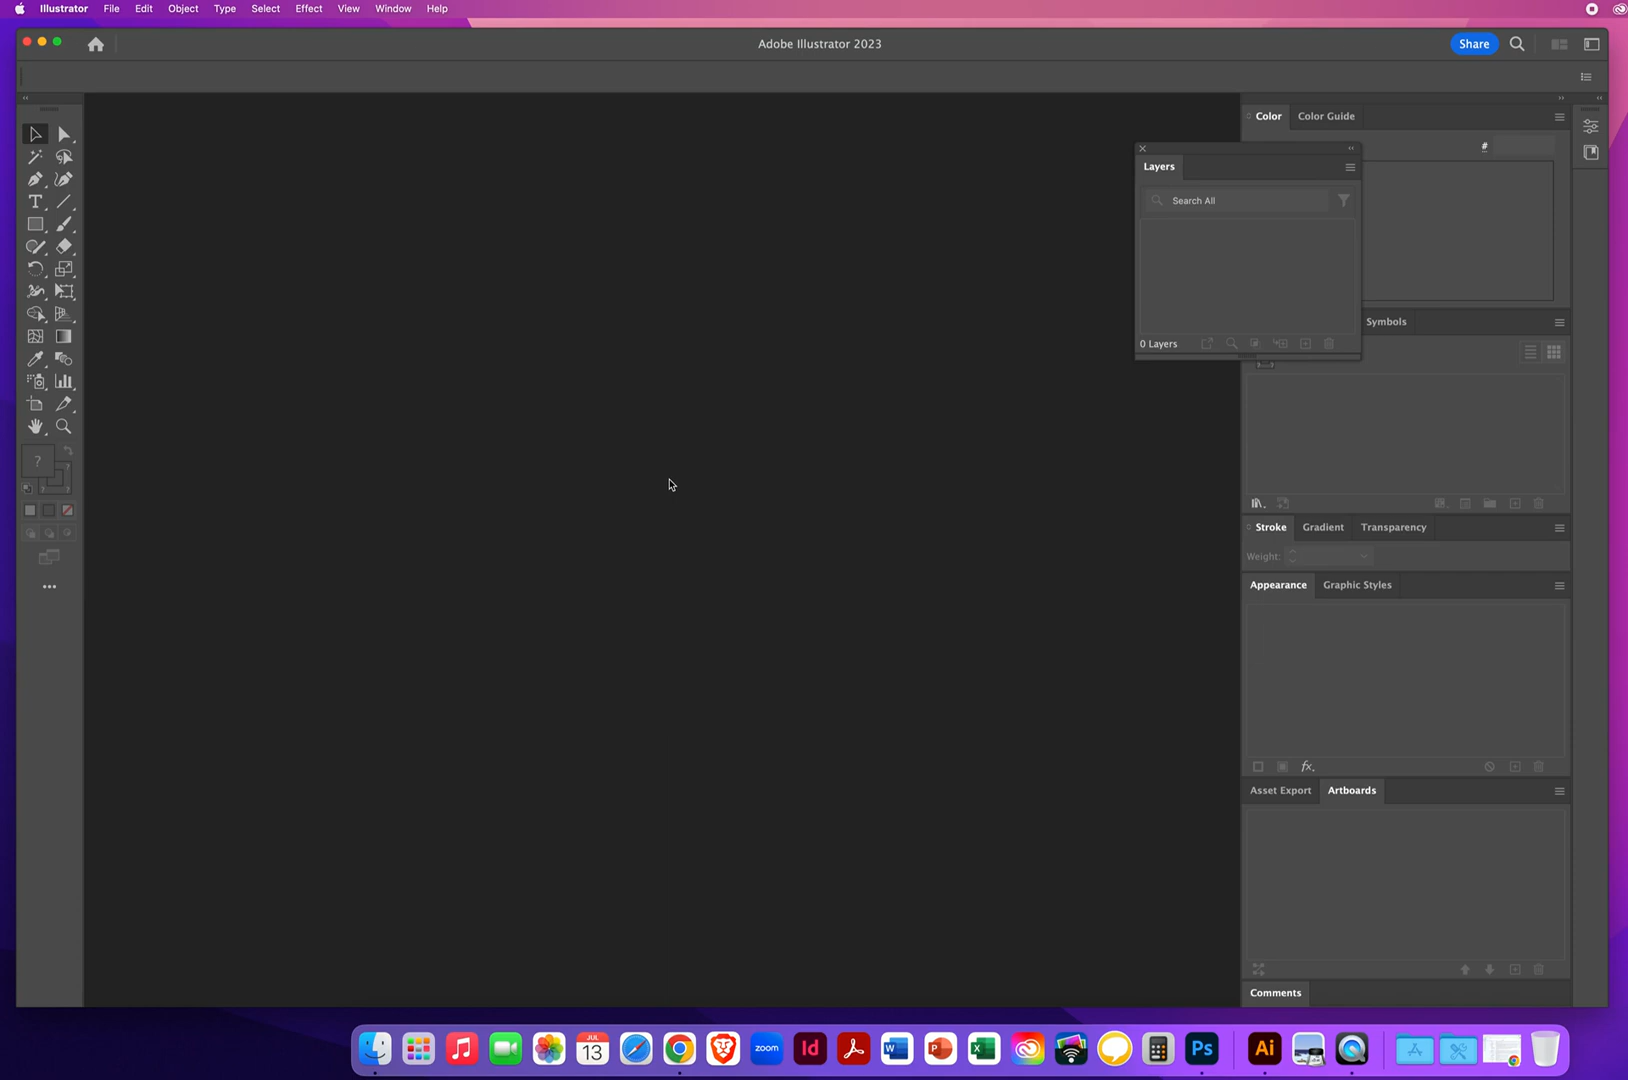 Illustrator File Edit Object Type Select Effect View Window Help
Adobe Illustrator 2023
Share
Color Color Guide
#
Layers
Search All
0 Layers
Symbols
Stroke Gradient Transparency
Weight:
Appearance Graphic Styles
fx.
Asset Export Artboards
Comments
T
?
JUL
13
zoom
Id
W
P
X
Ps
Ai